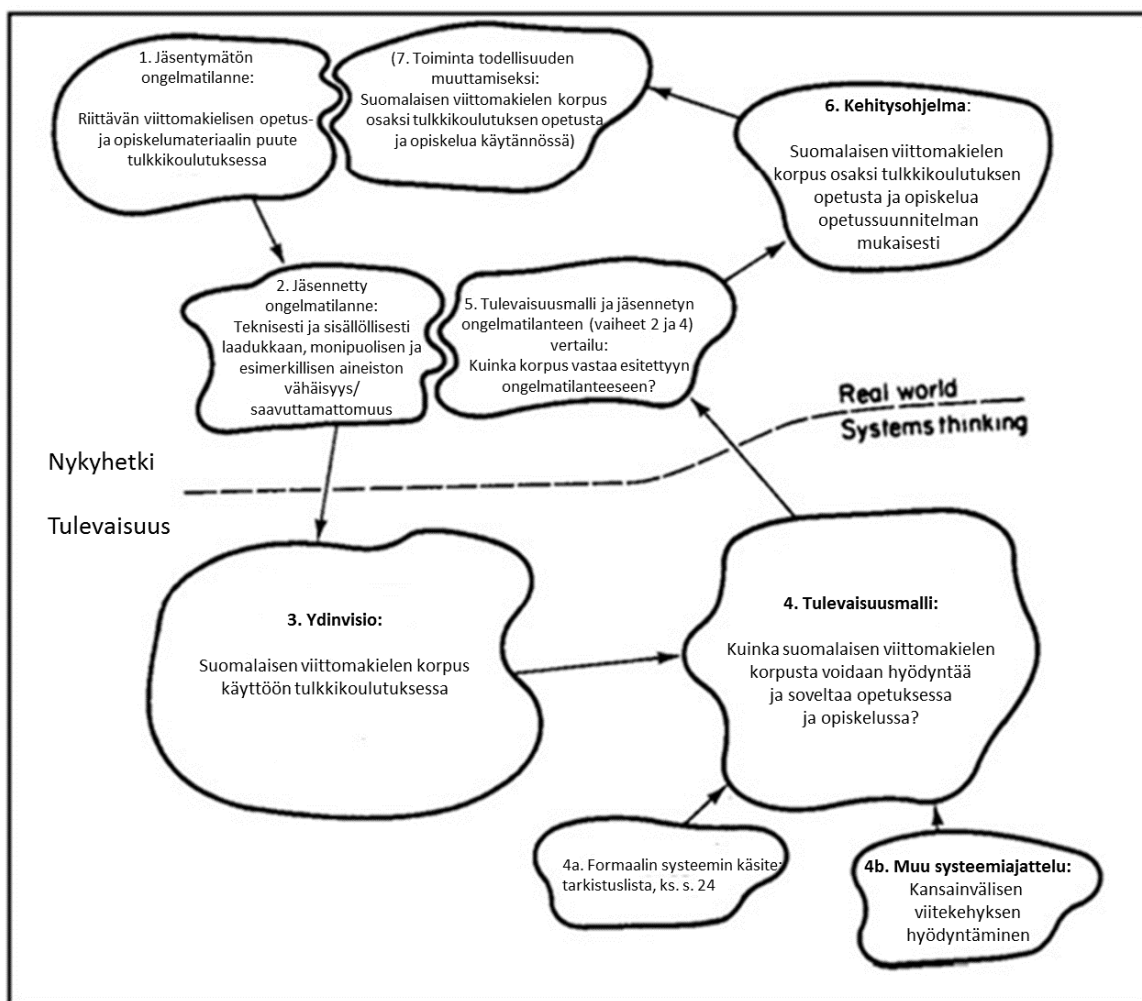 1. Jäsentymätön
ongelmatilanne:
Riittävän viittomakielisen opetus-
ja opiskelumateriaalin puute
tulkkikoulutuksessa
(7. Toiminta todellisuuden
muuttamiseksi:
Suomalaisen viittomakielen korpus
osaksi tulkkikoulutuksen opetusta
ja opiskelua käytännössä)
6. Kehitysohjelma:
Suomalaisen viittomakielen
korpus osaksi tulkkikoulutuksen
opetusta ja opiskelua
opetussuunnitelman
mukaisesti
2. Jäsennetty
ongelmatilanne:
Teknisesti ja sisällöllisesti
laadukkaan, monipuolisen ja
esimerkillisen aineiston
vähäisyys/
saavuttamattomuus
5. Tulevaisuusmalli ja jäsennetyn
ongelmatilanteen (vaiheet 2 ja 4)
vertailu:
Kuinka korpus vastaa esitettyyn
ongelmatilanteeseen?
Real world
Systems thinking
Nykyhetki
Tulevaisuus
3. Ydinvisio:
Suomalaisen viittomakielen korpus
käyttöön tulkkikoulutuksessa
4. Tulevaisuusmalli:
Kuinka suomalaisen viittomakielen
korpusta voidaan hyödyntää
ja soveltaa opetuksessa
ja opiskelussa?
4a. Formaalin systeemin käsite:
tarkistuslista, ks. s. 24
4b. Muu systeemiajattelu:
Kansainvälisen
viitekehyksen
hyödyntäminen